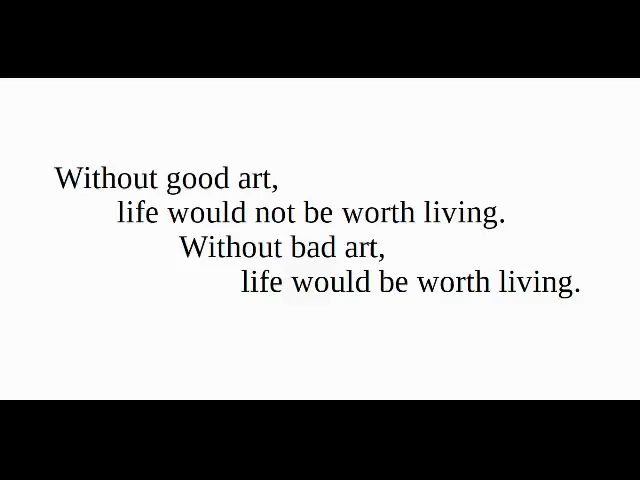 Without good art,
life would not be worth living.
Without bad art,
life would be worth living.